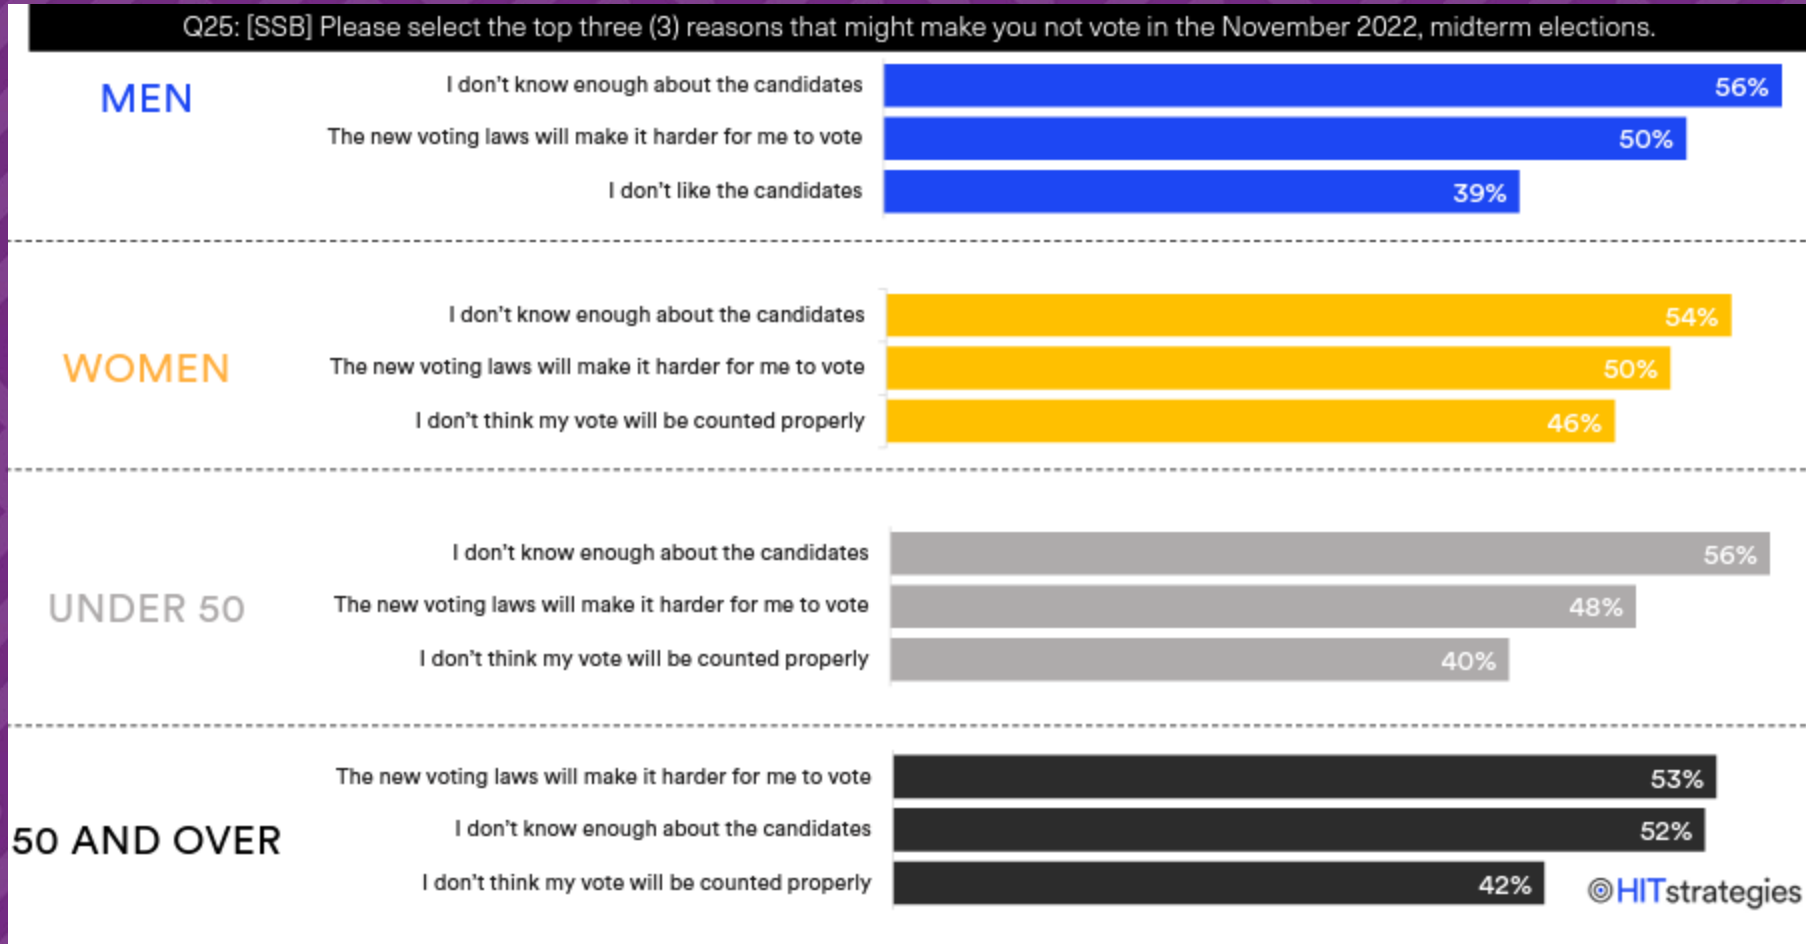 Q25: [SSB] Please select the top three (3) reasons that might make you not vote in the November 2022, midterm elections.
MEN
I don't know enough about the candidates 56%
The new voting laws will make it harder for me to vote 50%
I don't like the candidates 39%
WOMEN
I don't know enough about the candidates 54%
The new voting laws will make it harder for me to vote 50%
I don't think my vote will be counted properly 46%
UNDER 50
I don't know enough about the candidates 56%
The new voting laws will make it harder for me to vote 48%
I don't think my vote will be counted properly 40%
50 AND OVER
The new voting laws will make it harder for me to vote 53%
I don't know enough about the candidates 52%
I don't think my vote will be counted properly 42%
HITstrategies